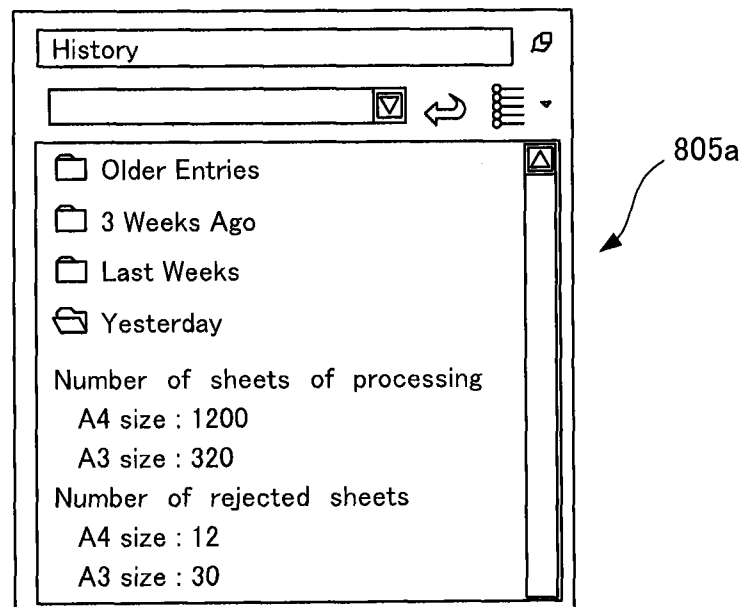 History
805a
Older Entries
3 Weeks Ago
Last Weeks
Yesterday
Number of sheets of processing
A4 size : 1200
A3 size : 320
Number of rejected sheets
A4 size : 12
A3 size : 30